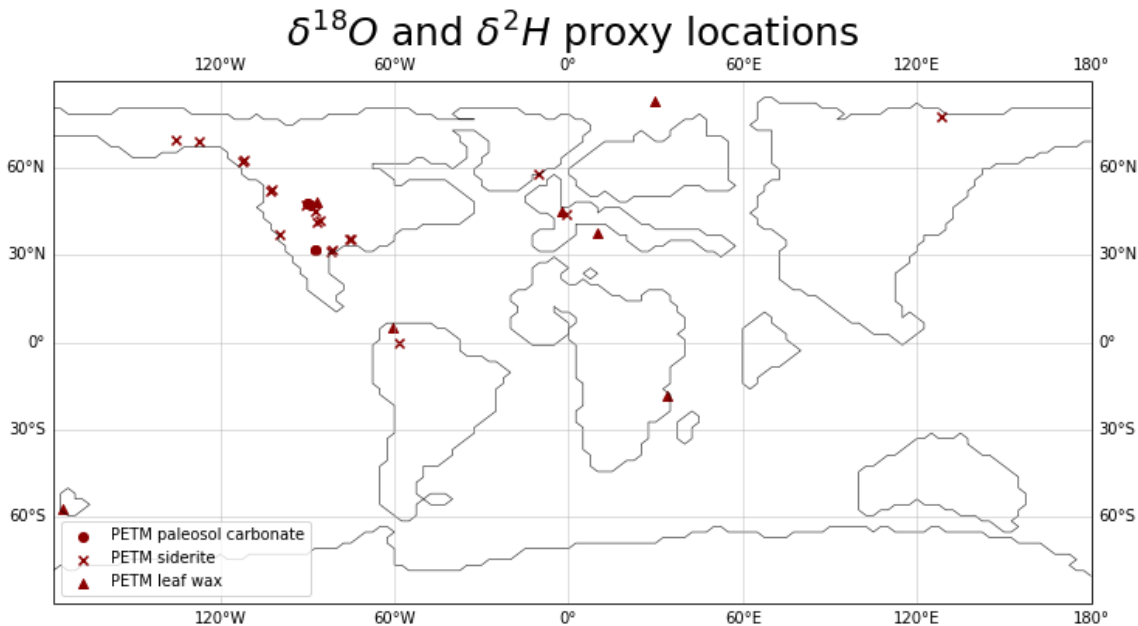 δ¹⁸O and δ²H proxy locations
120°W 60°W 0° 60°E 120°E 180°
60°N 60°N
30°N 30°N
0° 0°
30°S 30°S
60°S 60°S
PETM paleosol carbonate
PETM siderite
PETM leaf wax
120°W 60°W 0° 60°E 120°E 180°